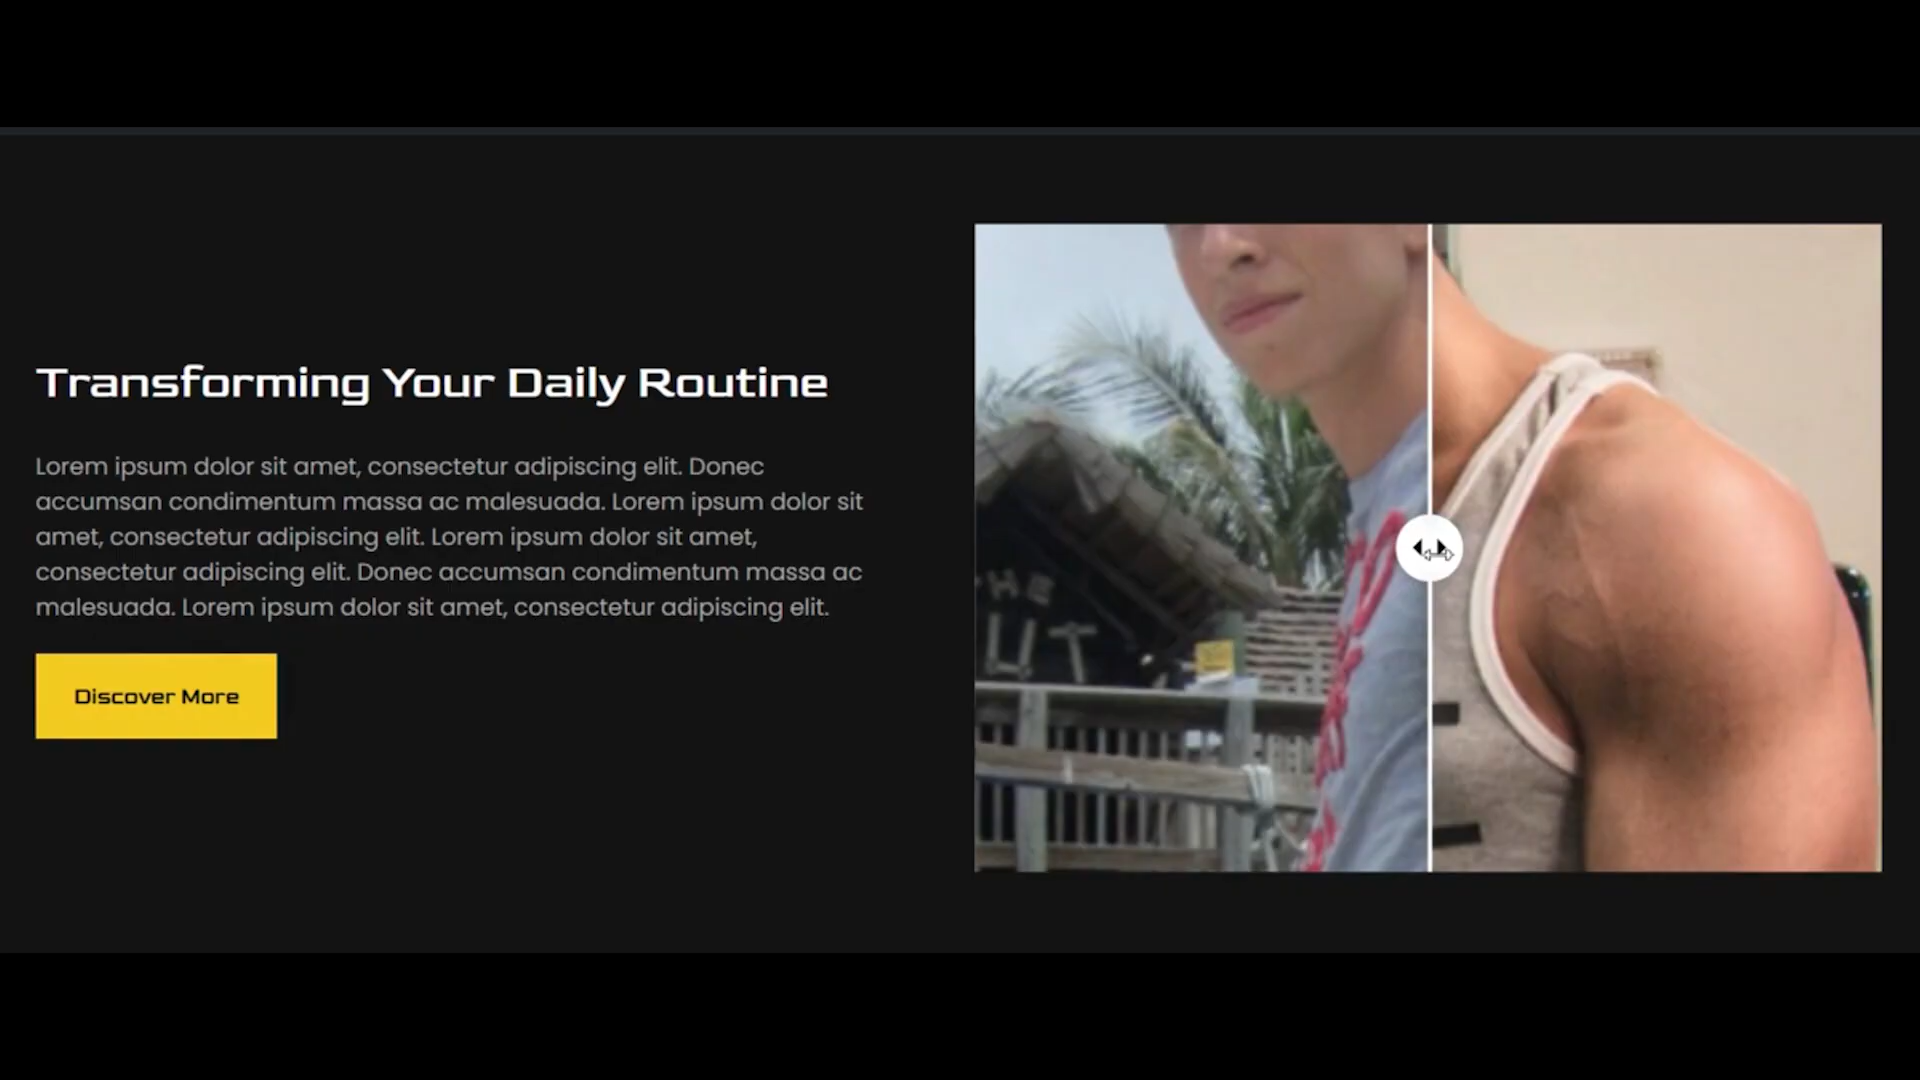 Transforming Your Daily Routine
Lorem ipsum dolor sit amet, consectetur adipiscing elit. Donec
accumsan condimentum massa ac malesuada. Lorem ipsum dolor sit
amet, consectetur adipiscing elit. Lorem ipsum dolor sit amet,
consectetur adipiscing elit. Donec accumsan condimentum massa ac
malesuada. Lorem ipsum dolor sit amet, consectetur adipiscing elit.
Discover More